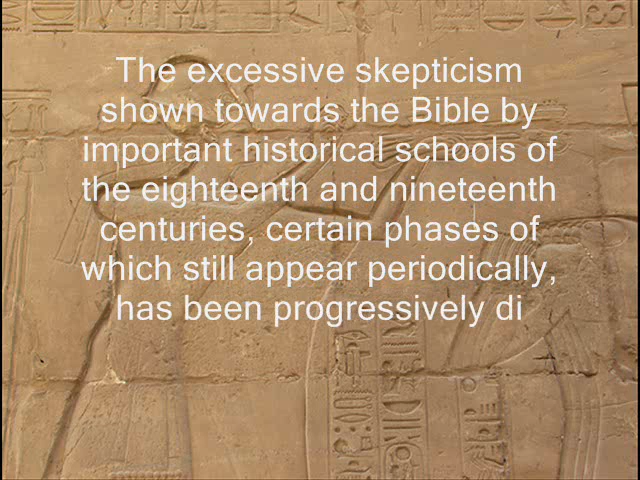 The excessive skepticism
shown towards the Bible by
important historical schools of
the eighteenth and nineteenth
centuries, certain phases of
which still appear periodically,
has been progressively di